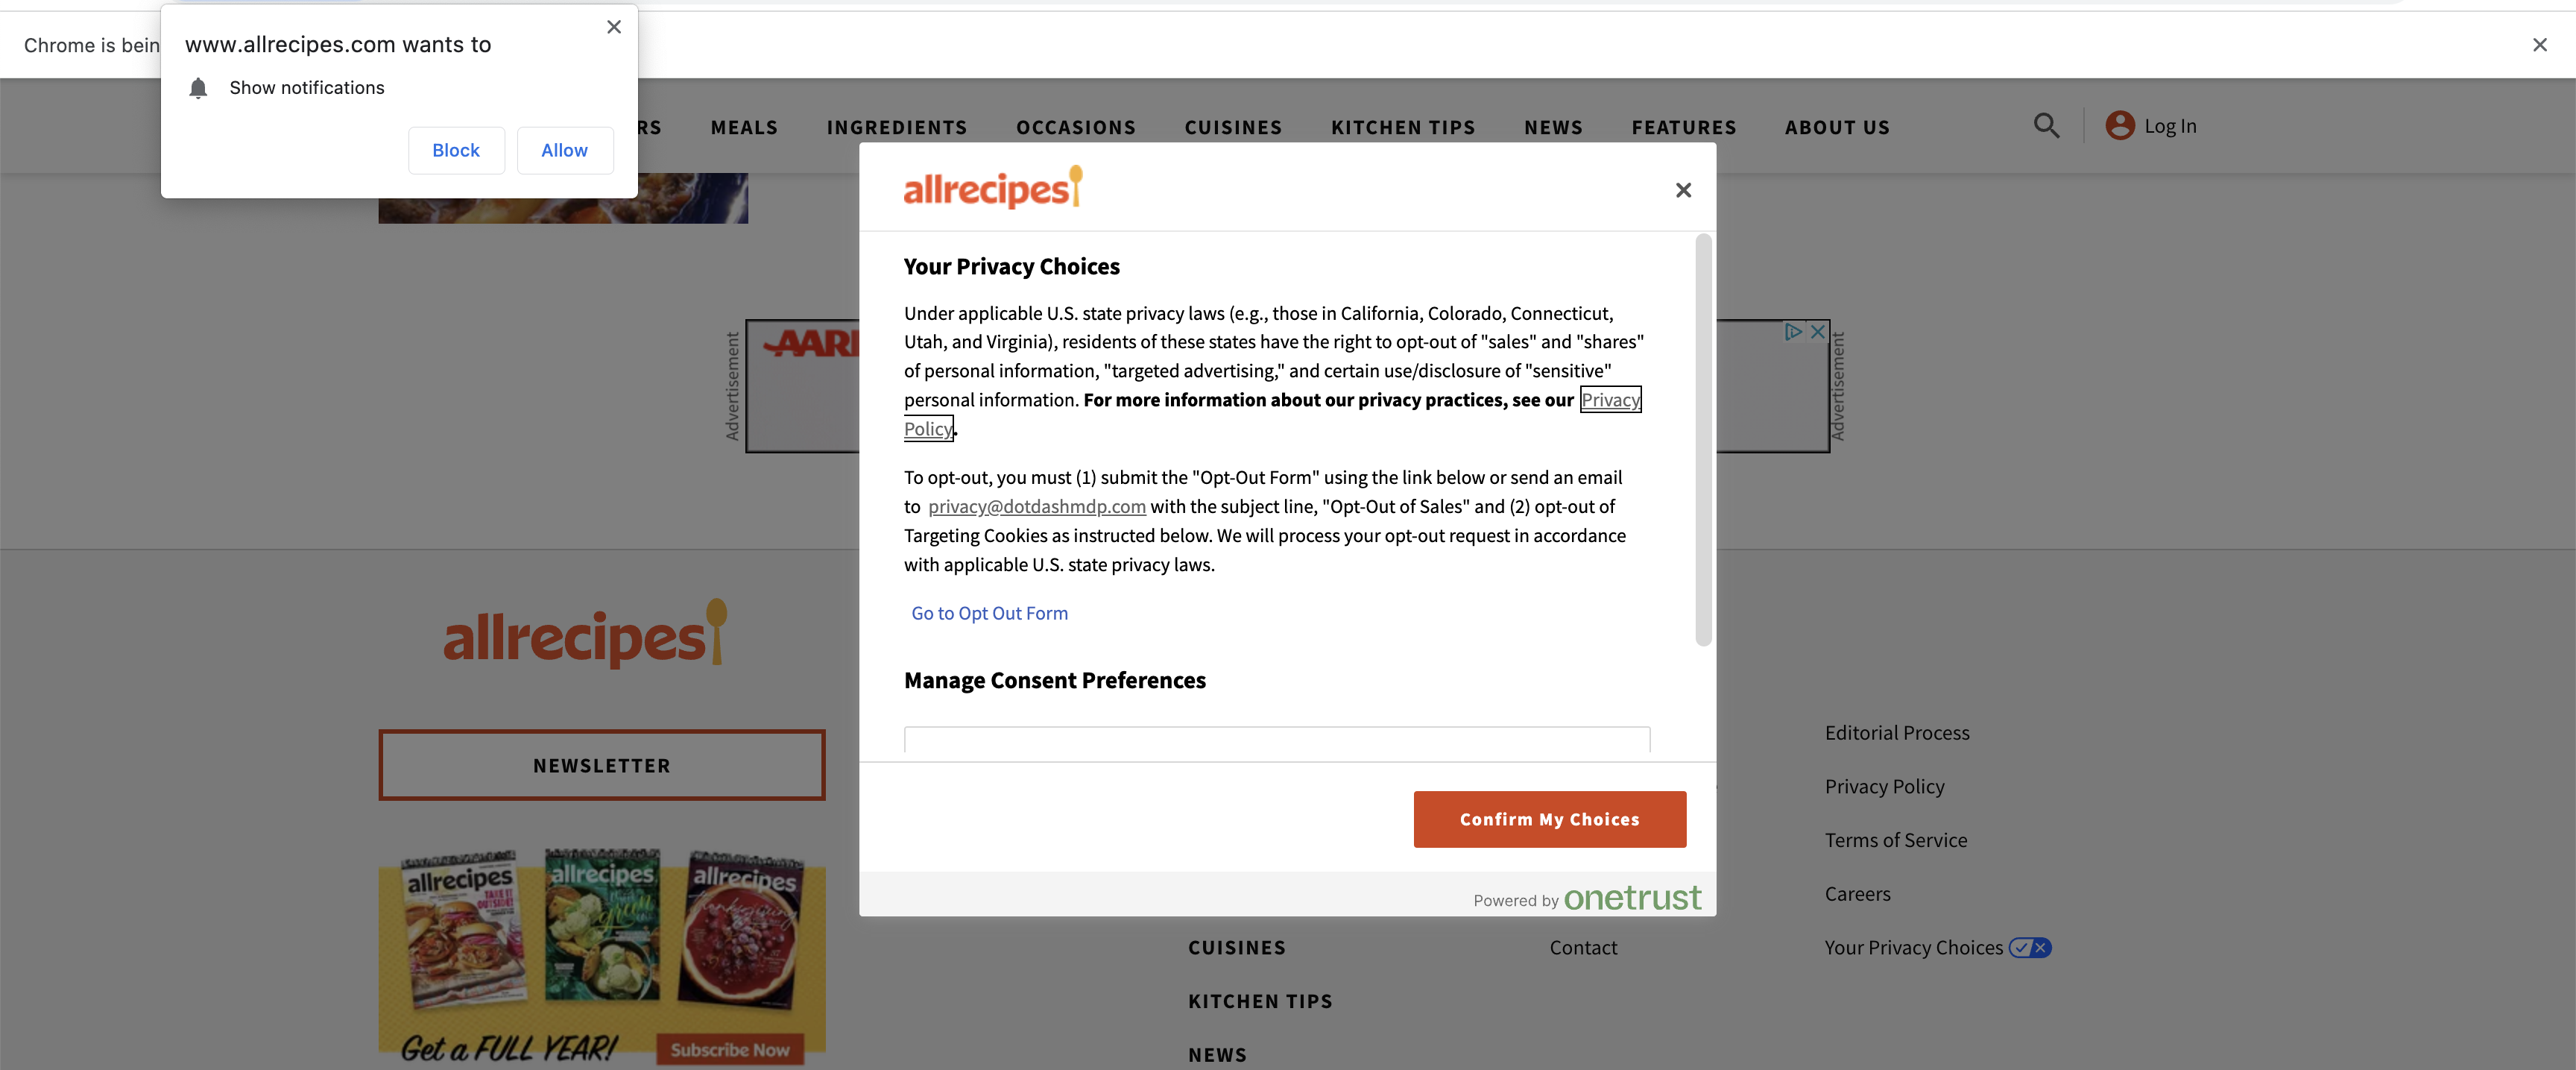 Chrome is bein
www.allrecipes.com wants to
Show notifications
Block
Allow
RS
MEALS
INGREDIENTS
OCCASIONS
CUISINES
KITCHEN TIPS
NEWS
FEATURES
ABOUT US
Log In
allrecipes
Your Privacy Choices
Under applicable U.S. state privacy laws (e.g., those in California, Colorado, Connecticut,
Utah, and Virginia), residents of these states have the right to opt-out of "sales" and "shares"
of personal information, "targeted advertising," and certain use/disclosure of "sensitive"
personal information. For more information about our privacy practices, see our Privacy
Policy.
To opt-out, you must (1) submit the "Opt-Out Form" using the link below or send an email
to privacy@dotdashmdp.com with the subject line, "Opt-Out of Sales" and (2) opt-out of
Targeting Cookies as instructed below. We will process your opt-out request in accordance
with applicable U.S. state privacy laws.
Go to Opt Out Form
Manage Consent Preferences
Confirm My Choices
Powered by onetrust
Advertisement
AAR
Advertisement
allrecipes
NEWSLETTER
allrecipes
TAKE IT
OUTSIDE!
allrecipes
green
allrecipes
thanksgiving
Get a FULL YEAR!
Subscribe Now
CUISINES
KITCHEN TIPS
NEWS
Contact
Editorial Process
Privacy Policy
Terms of Service
Careers
Your Privacy Choices